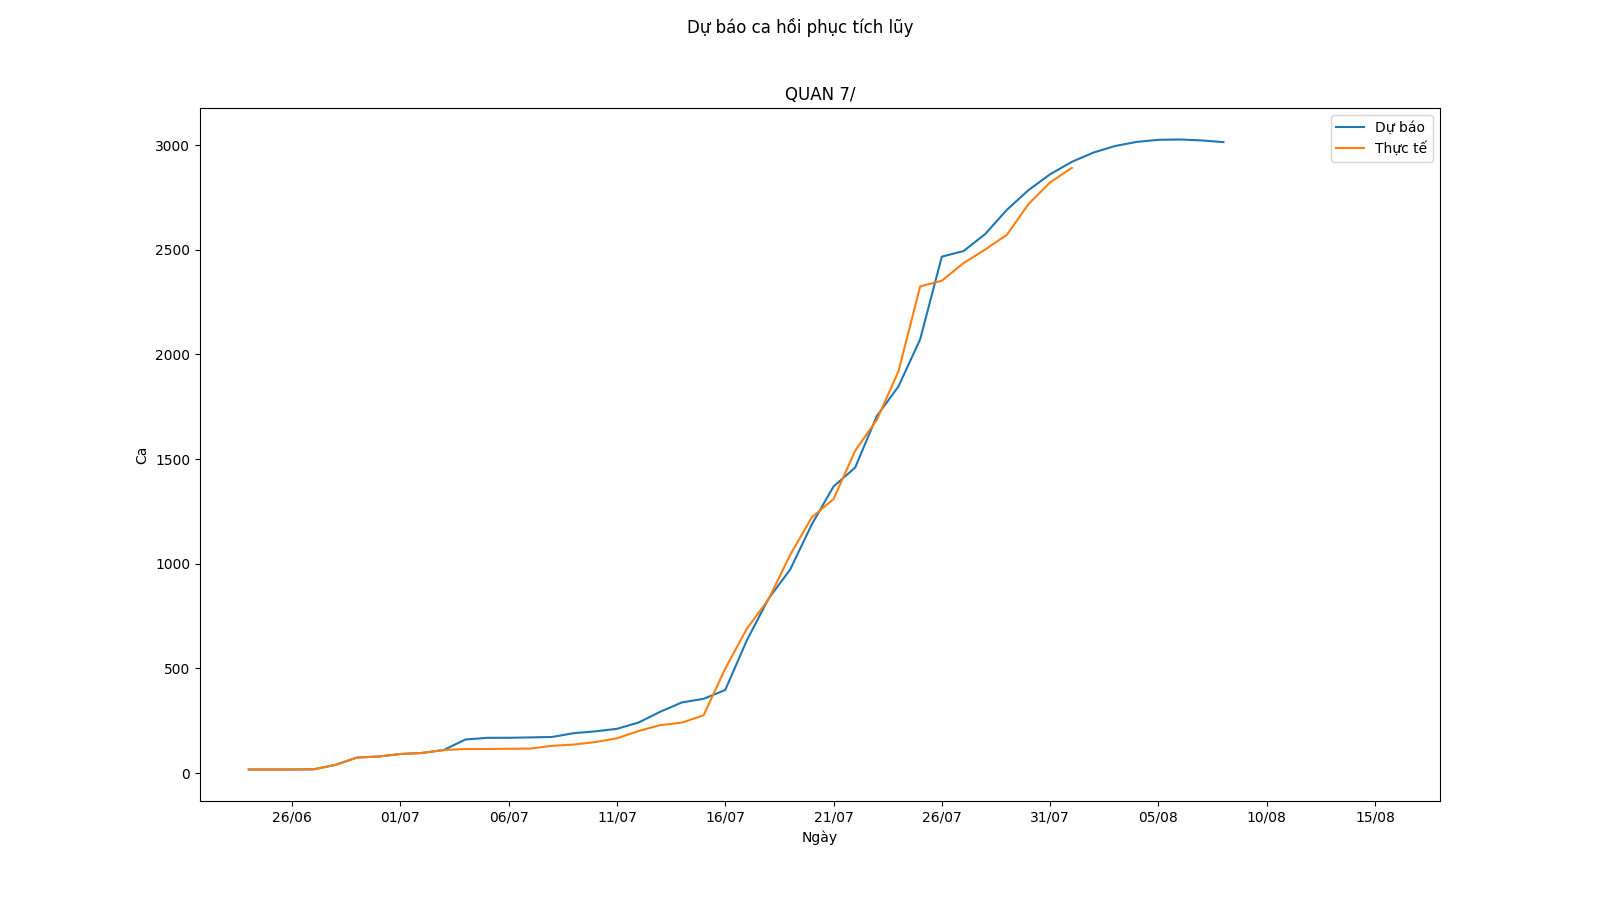 Dự báo ca hồi phục tích lũy
QUAN 7/
Dự báo
Thực tế
3000
2500
2000
1500
1000
500
0
Ca
26/06 01/07 06/07 11/07 16/07 21/07 26/07 31/07 05/08 10/08 15/08
Ngày